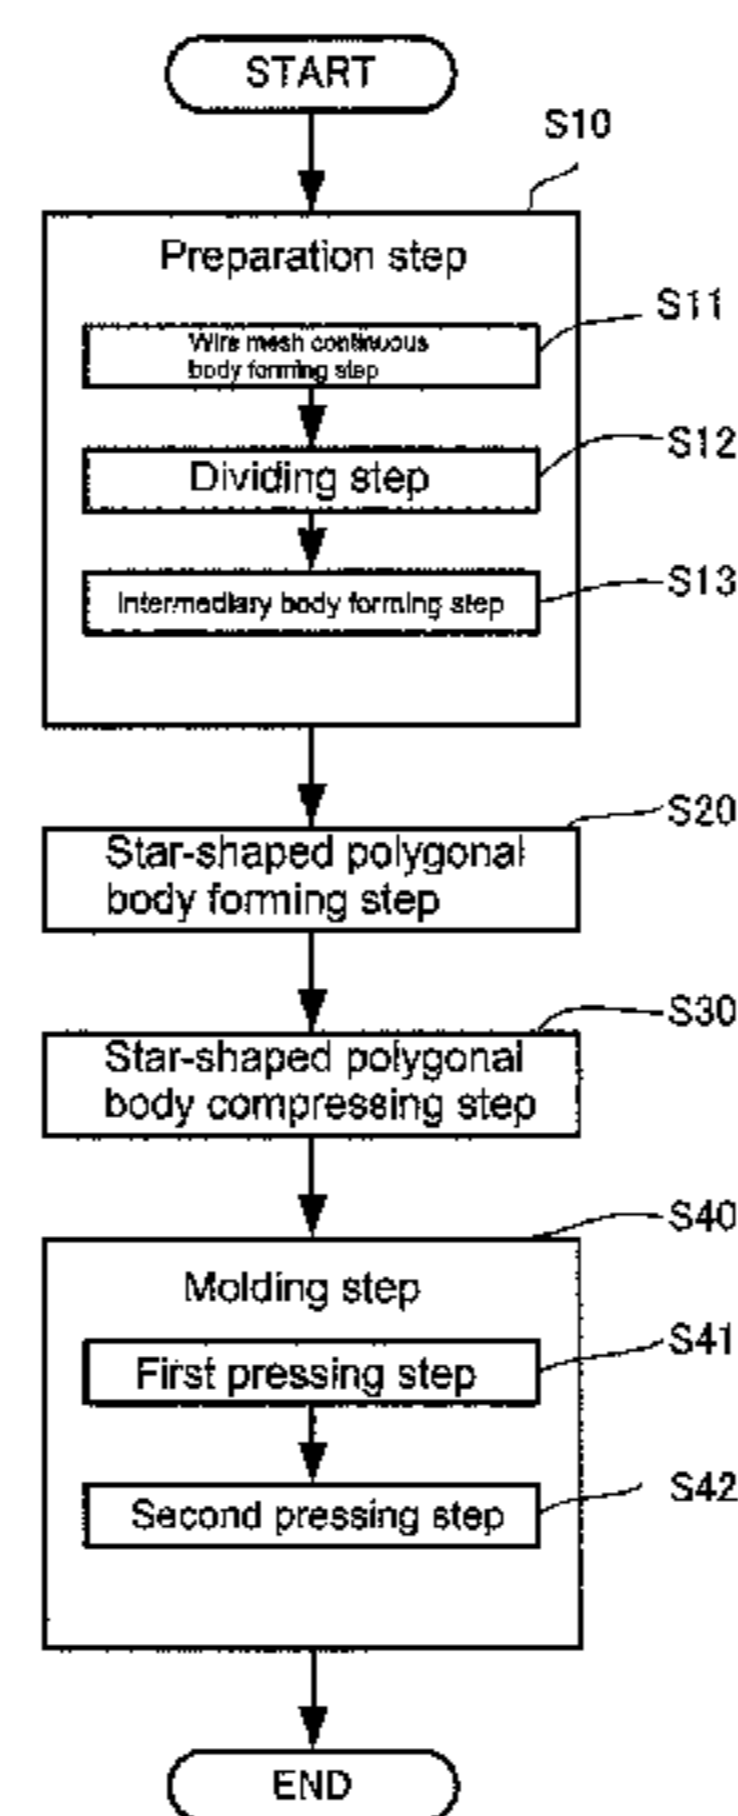 START
S10
Preparation step
S11
Wire mesh continuous
body forming step
S12
Dividing step
S13
Intermediary body forming step
S20
Star-shaped polygonal
body forming step
S30
Star-shaped polygonal
body compressing step
S40
Molding step
S41
First pressing step
S42
Second pressing step
END